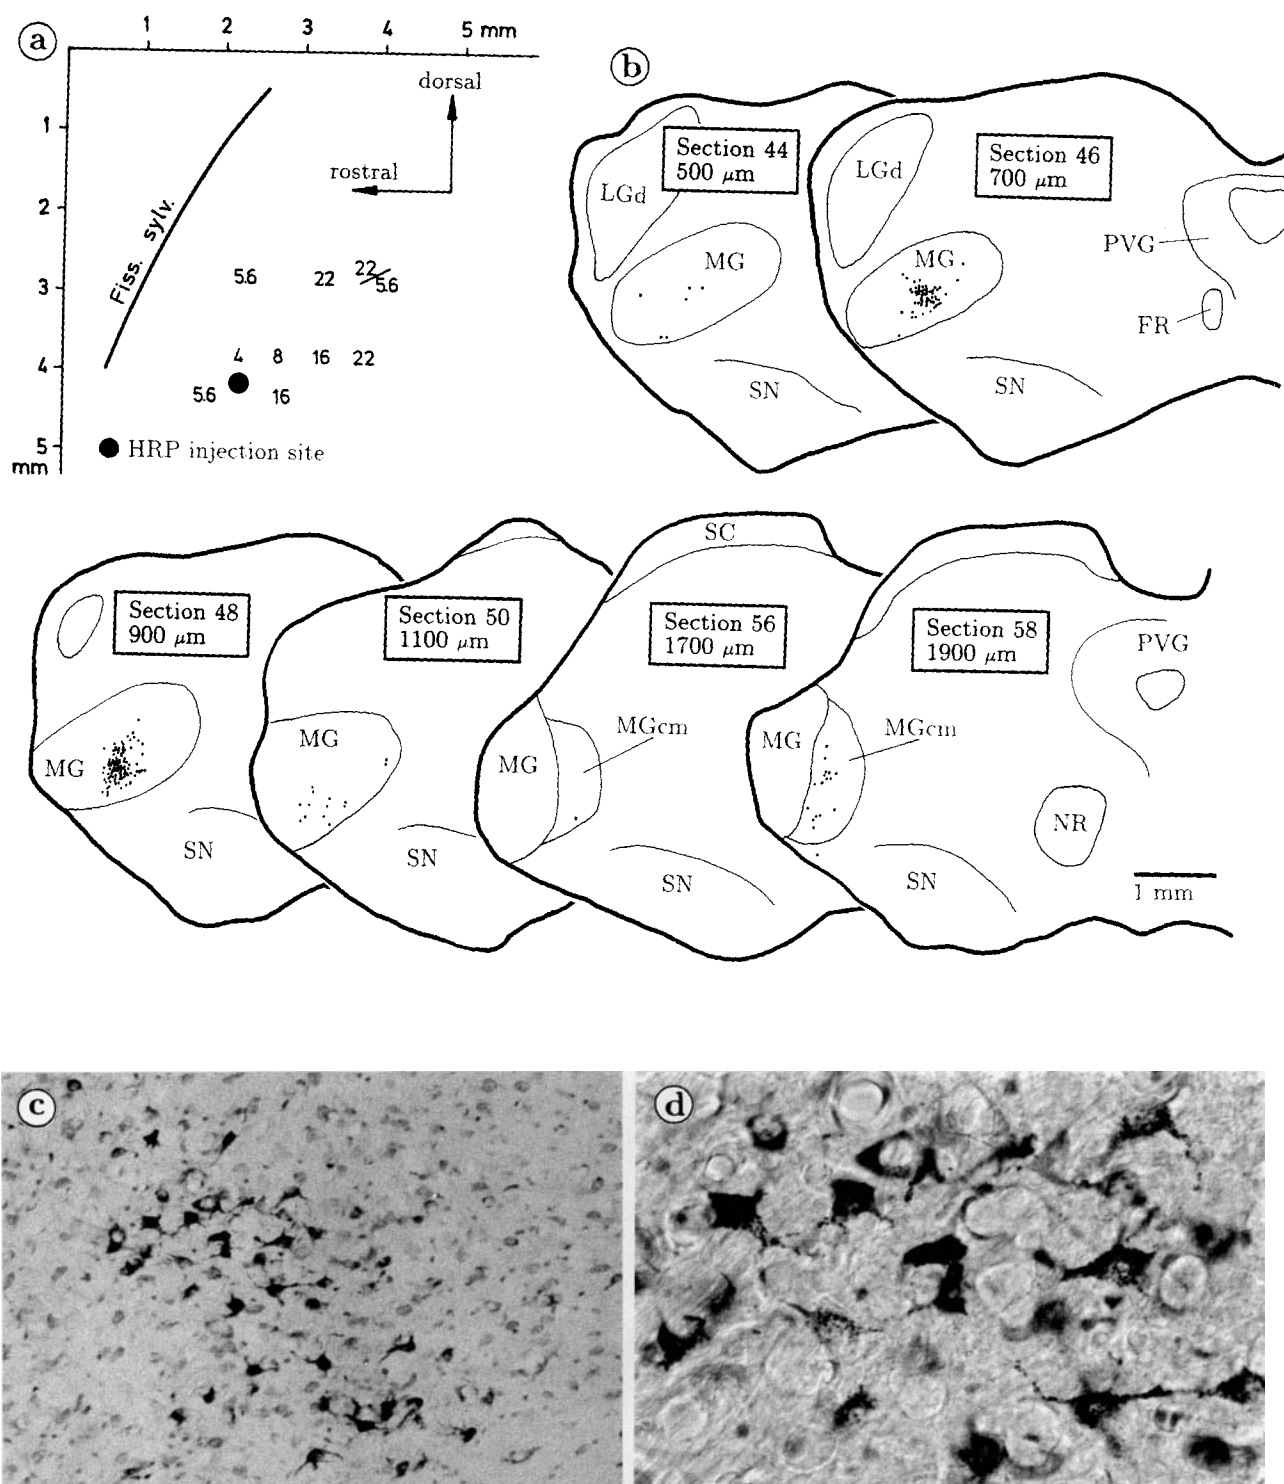 a
1 2 3 4 5 mm
dorsal
1
rostral
2
Fiss. sylv.
3
5.6 22 22 5.6
4
4 8 16 22
5.6 16
5
mm
HRP injection site
b
Section 44
500 μm
LGd
MG
SN
Section 46
700 μm
LGd
MG
PVG
FR
SN
Section 48
900 μm
MG
SN
Section 50
1100 μm
MG
SN
SC
Section 56
1700 μm
MGcm
MG
SN
Section 58
1900 μm
PVG
MGcm
MG
NR
SN
1 mm
c
d